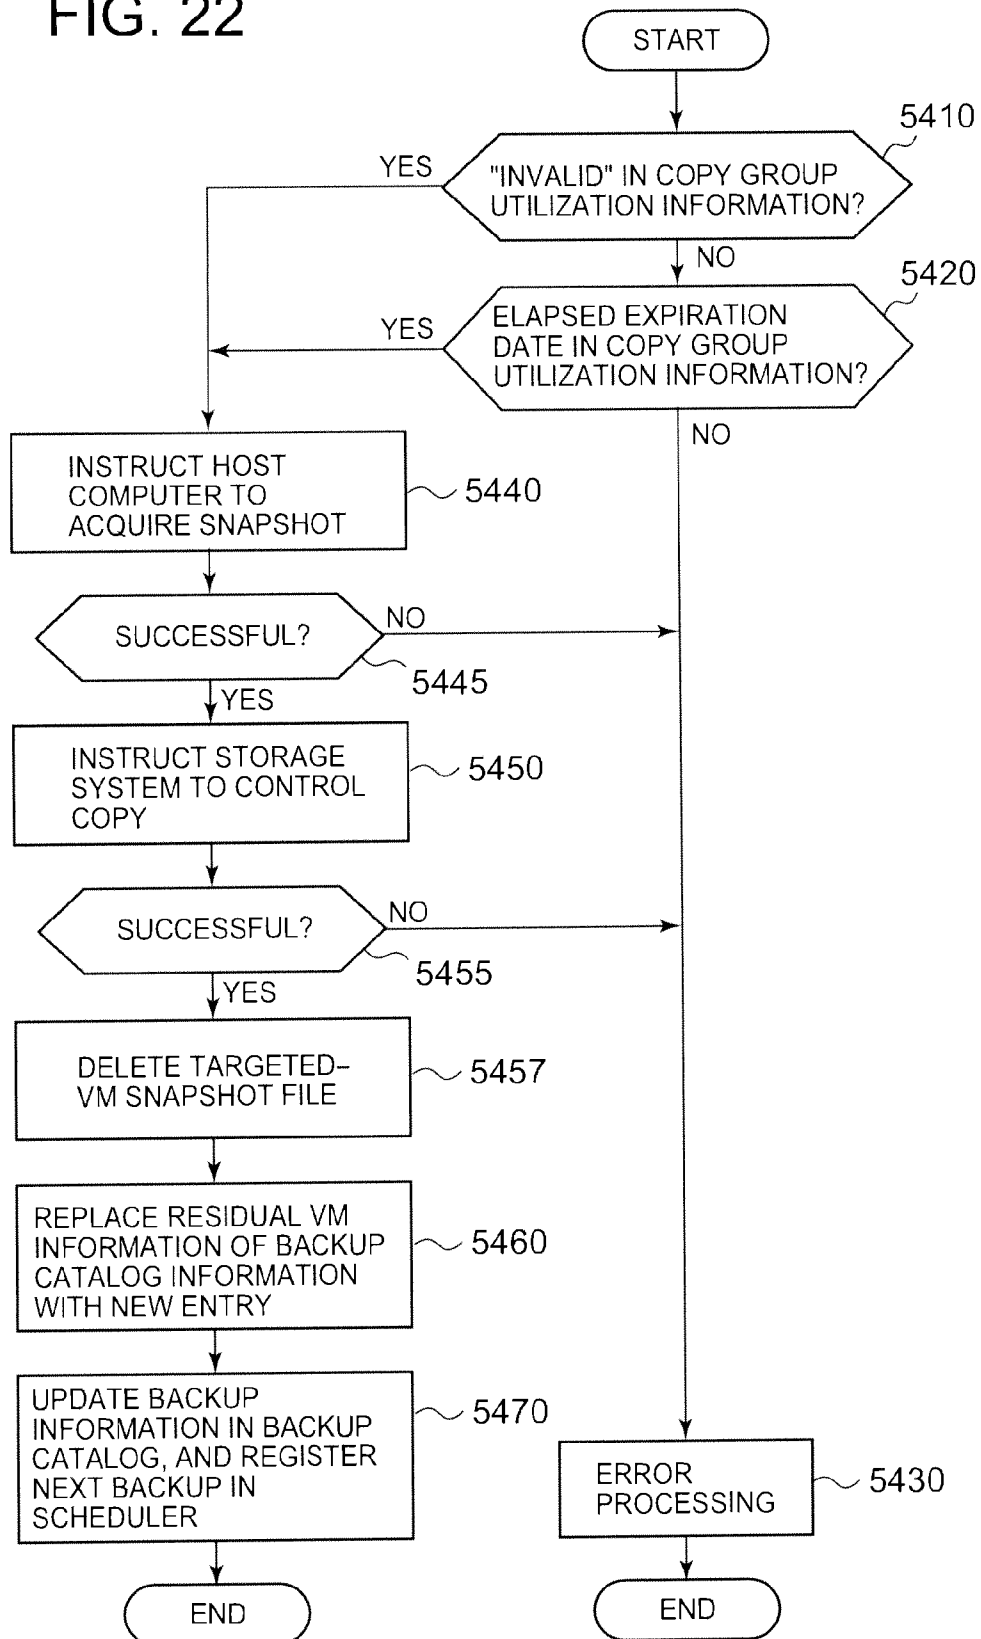 FIG. 22
START
5410
YES
"INVALID" IN COPY GROUP
UTILIZATION INFORMATION?
NO
5420
YES
ELAPSED EXPIRATION
DATE IN COPY GROUP
UTILIZATION INFORMATION?
NO
INSTRUCT HOST
COMPUTER TO
ACQUIRE SNAPSHOT
5440
SUCCESSFUL?
NO
5445
YES
INSTRUCT STORAGE
SYSTEM TO CONTROL
COPY
5450
SUCCESSFUL?
NO
5455
YES
DELETE TARGETED–
VM SNAPSHOT FILE
5457
REPLACE RESIDUAL VM
INFORMATION OF BACKUP
CATALOG INFORMATION
WITH NEW ENTRY
5460
UPDATE BACKUP
INFORMATION IN BACKUP
CATALOG, AND REGISTER
NEXT BACKUP IN
SCHEDULER
5470
ERROR
PROCESSING
5430
END
END